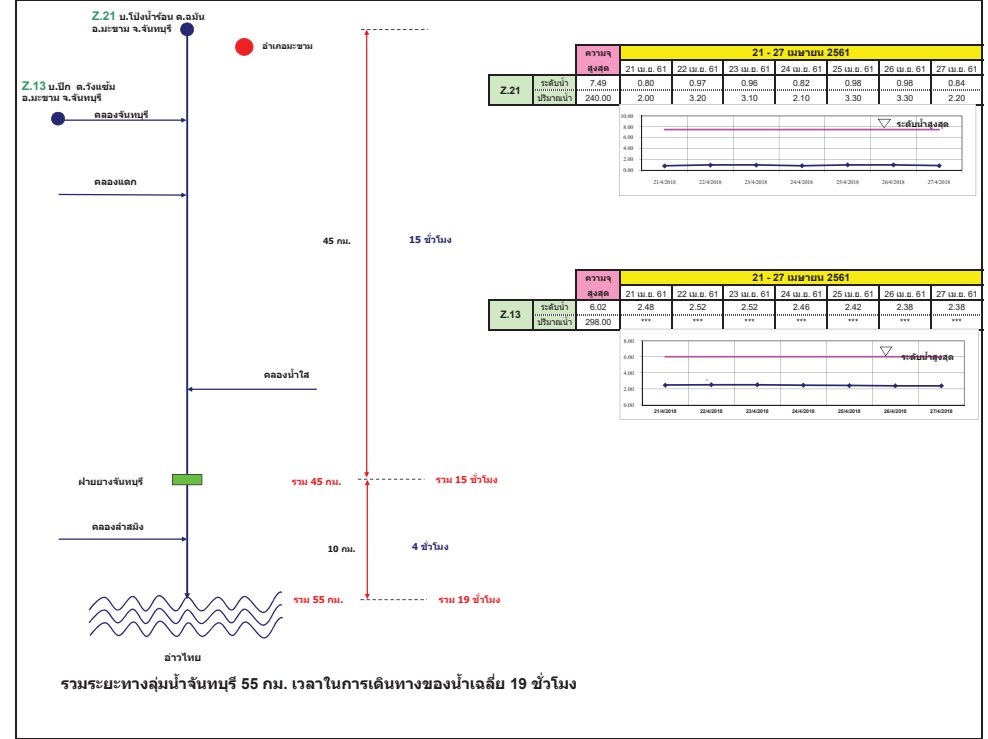 Z.21 บ.โป่งน้ำร้อน ต.ฉมัน
อ.มะขาม จ.จันทบุรี
อำเภอมะขาม
Z.13 บ.ปึก ต.วังแซ้ม
อ.มะขาม จ.จันทบุรี
คลองจันทบุรี
คลองแตก
45 กม.
15 ชั่วโมง
คลองน้ำใส
ฝายยางจันทบุรี
รวม 45 กม.
รวม 15 ชั่วโมง
คลองลำสมิง
10 กม.
4 ชั่วโมง
รวม 55 กม.
รวม 19 ชั่วโมง
อ่าวไทย
รวมระยะทางลุ่มน้ำจันทบุรี 55 กม. เวลาในการเดินทางของน้ำเฉลี่ย 19 ชั่วโมง
ความจุ 21 - 27 เมษายน 2561
สูงสุด 21 เม.ย. 61 22 เม.ย. 61 23 เม.ย. 61 24 เม.ย. 61 25 เม.ย. 61 26 เม.ย. 61 27 เม.ย. 61
Z.21 ระดับน้ำ 7.49 0.80 0.97 0.96 0.82 0.98 0.98 0.84
ปริมาณน้ำ 240.00 2.00 3.20 3.10 2.10 3.30 3.30 2.20
10.00
8.00
6.00
4.00
2.00
0.00
ระดับน้ำสูงสุด
21/4/2018 22/4/2018 23/4/2018 24/4/2018 25/4/2018 26/4/2018 27/4/2018
ความจุ 21 - 27 เมษายน 2561
สูงสุด 21 เม.ย. 61 22 เม.ย. 61 23 เม.ย. 61 24 เม.ย. 61 25 เม.ย. 61 26 เม.ย. 61 27 เม.ย. 61
Z.13 ระดับน้ำ 6.02 2.48 2.52 2.52 2.46 2.42 2.38 2.38
ปริมาณน้ำ 298.00 *** *** *** *** *** *** ***
8.00
6.00
4.00
2.00
0.00
ระดับน้ำสูงสุด
21/4/2018 22/4/2018 23/4/2018 24/4/2018 25/4/2018 26/4/2018 27/4/2018